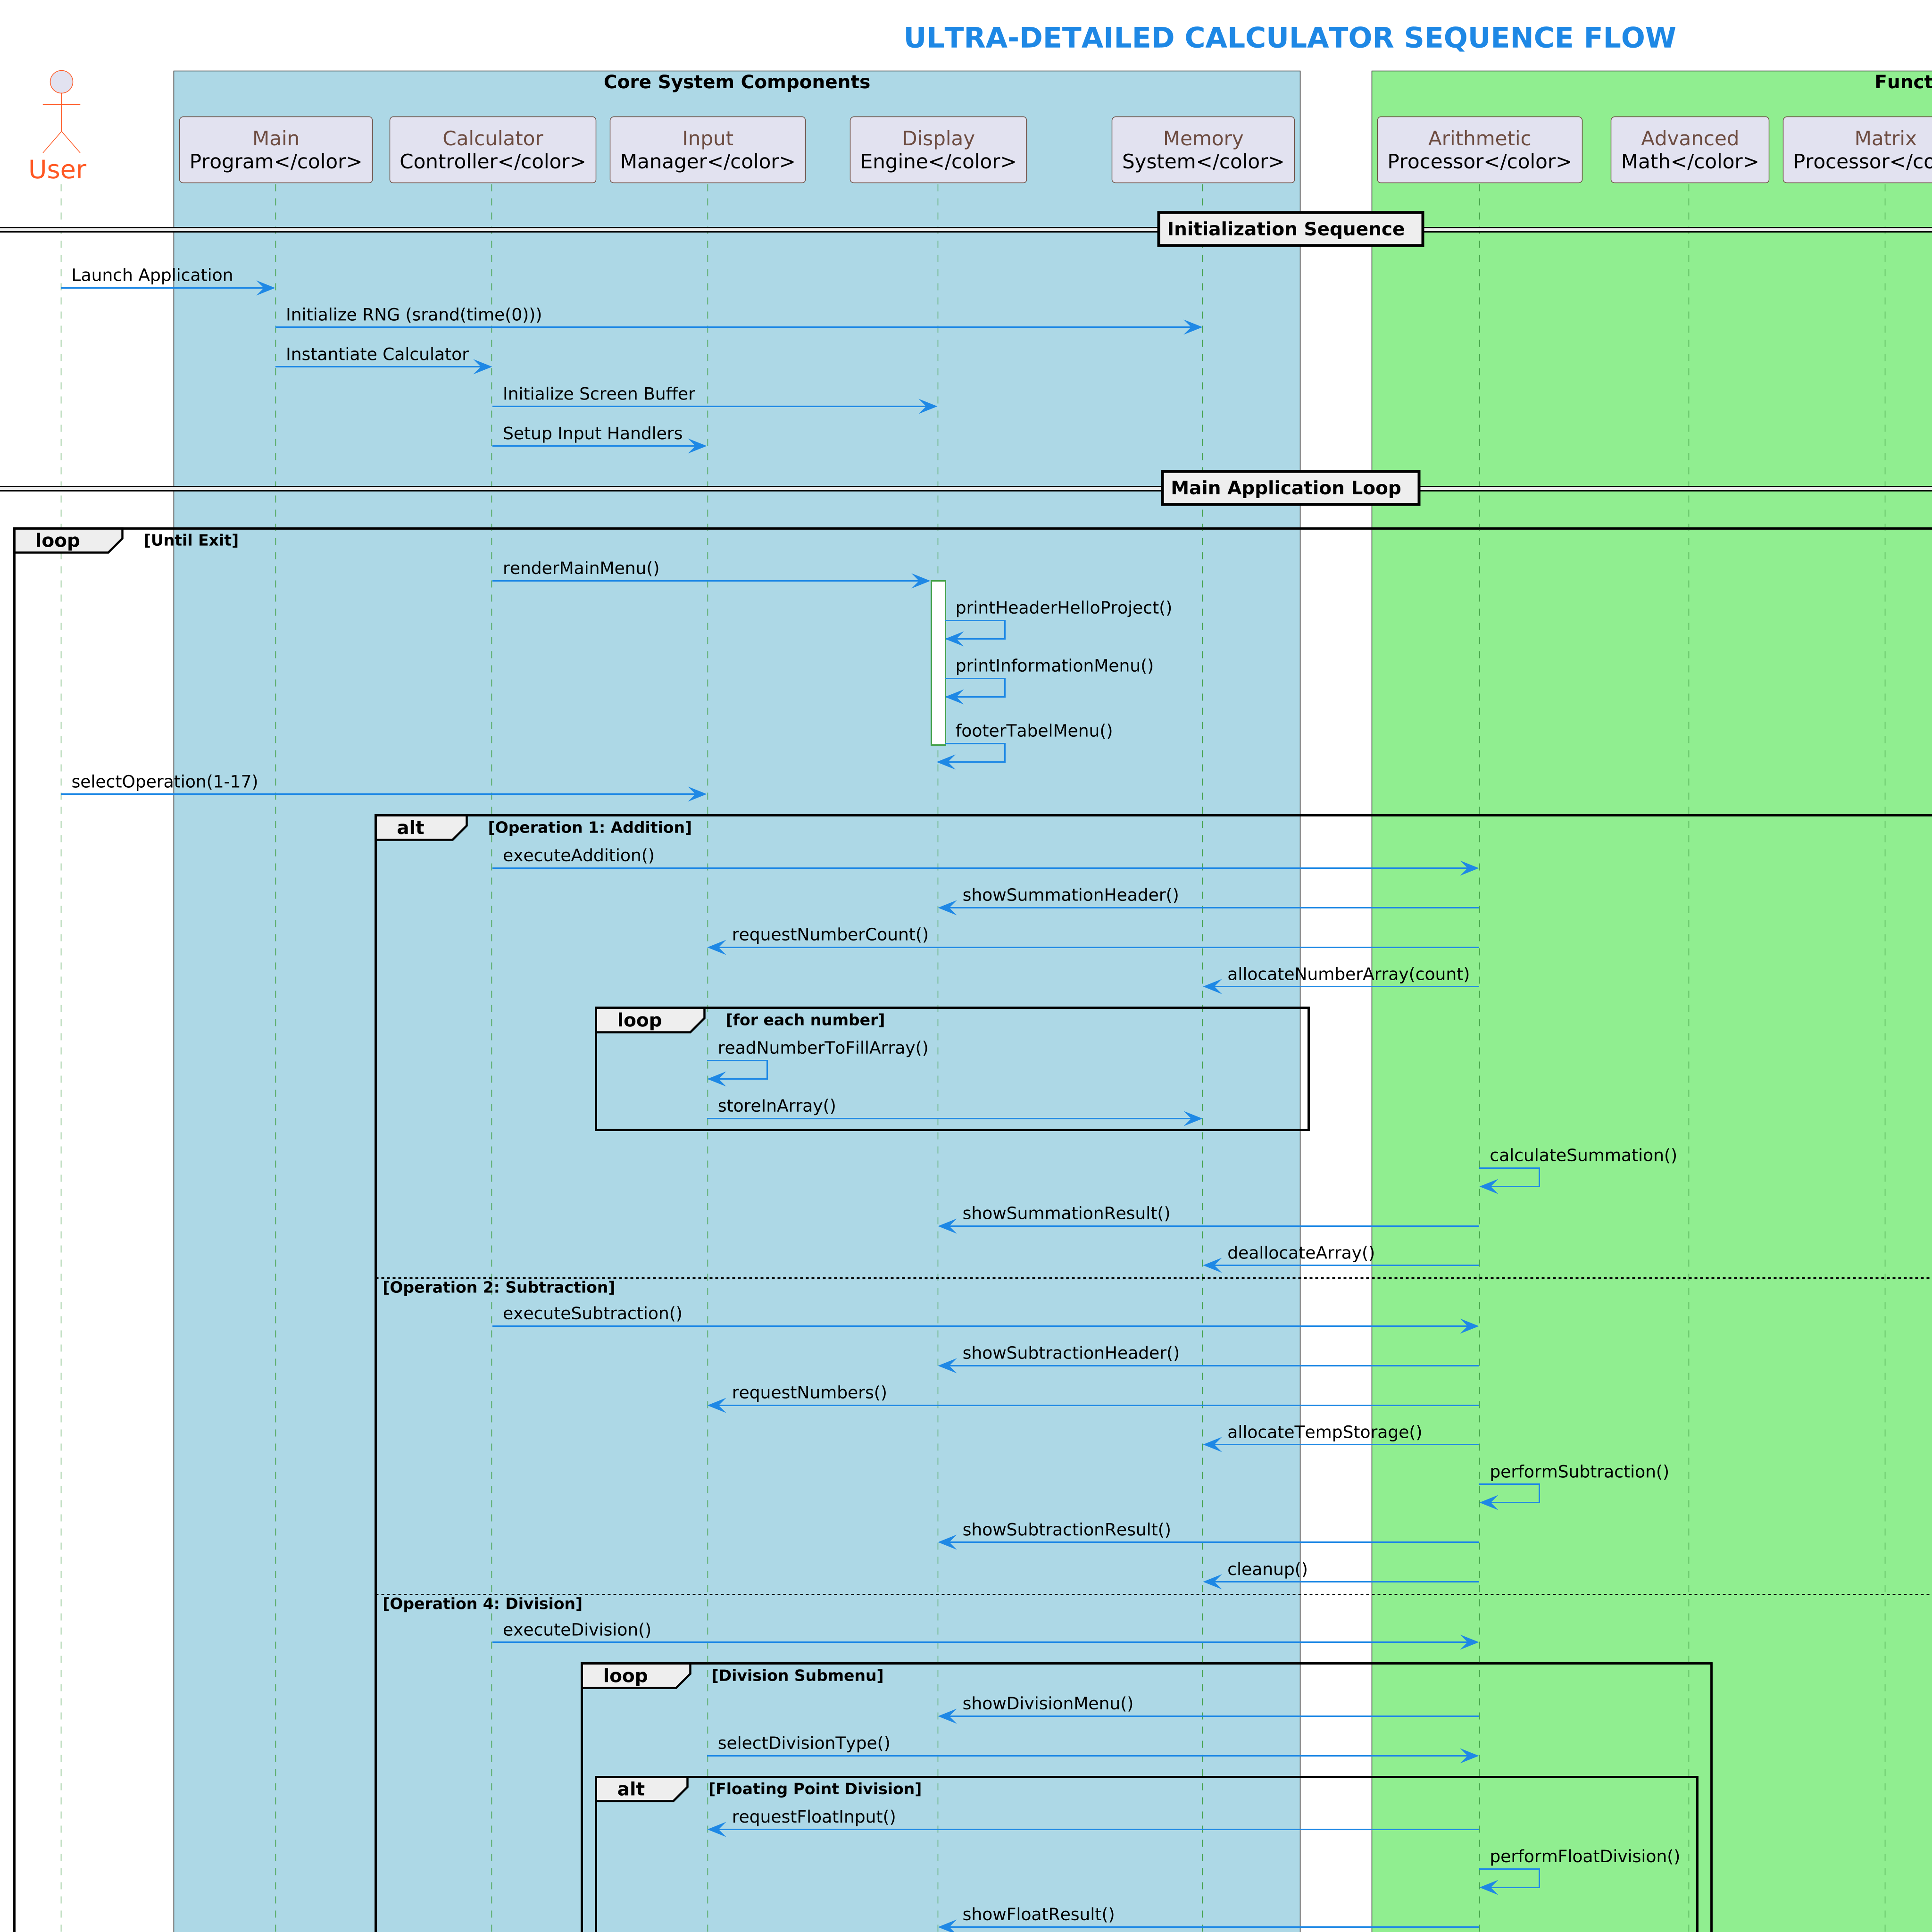 ULTRA-DETAILED CALCULATOR SEQUENCE FLOW
Core System Components
User
Main
Program</color>
Calculator
Controller</color>
Input
Manager</color>
Display
Engine</color>
Memory
System</color>
Arithmetic
Processor</color>
Advanced
Math</color>
Matrix
Initialization Sequence
Launch Application
Initialize RNG (srand(time(0)))
Instantiate Calculator
Initialize Screen Buffer
Setup Input Handlers
Main Application Loop
loop [Until Exit]
renderMainMenu()
printHeaderHelloProject()
printInformationMenu()
footerTabelMenu()
selectOperation(1-17)
alt [Operation 1: Addition]
executeAddition()
showSummationHeader()
requestNumberCount()
allocateNumberArray(count)
loop [for each number]
readNumberToFillArray()
storeInArray()
calculateSummation()
showSummationResult()
deallocateArray()
[Operation 2: Subtraction]
executeSubtraction()
showSubtractionHeader()
requestNumbers()
allocateTempStorage()
performSubtraction()
showSubtractionResult()
cleanup()
[Operation 4: Division]
executeDivision()
loop [Division Submenu]
showDivisionMenu()
selectDivisionType()
alt [Floating Point Division]
requestFloatInput()
performFloatDivision()
showFloatResult()